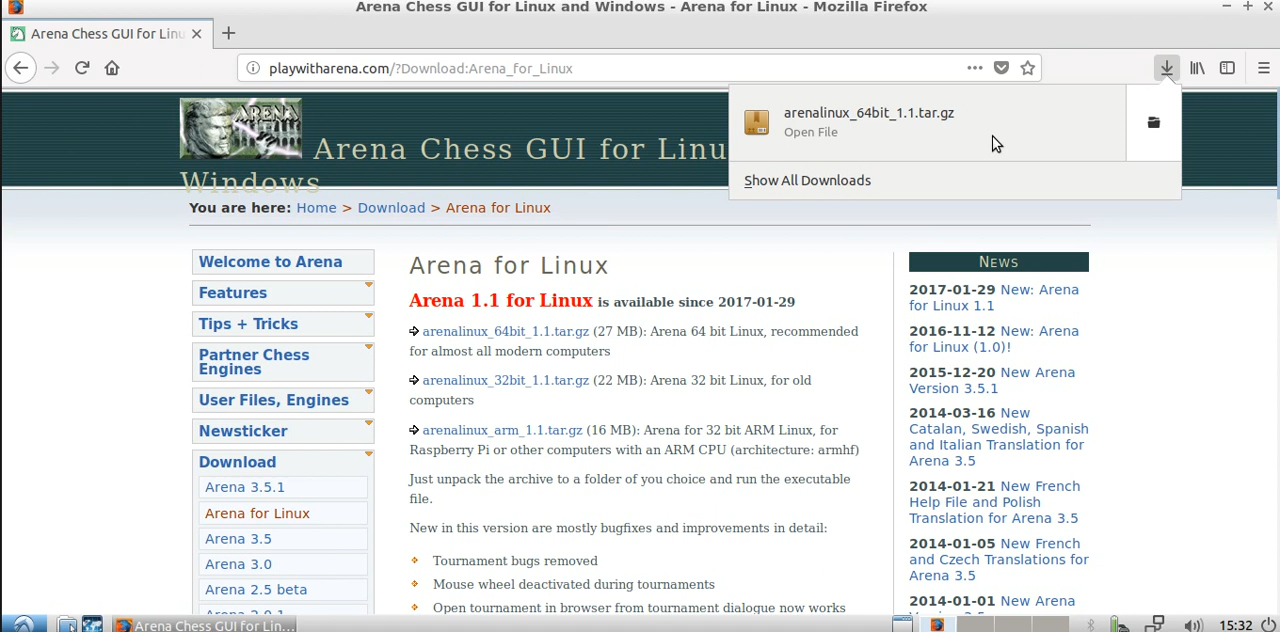 Arena Chess GUI for Linux and Windows - Arena for Linux - Mozilla Firefox
Arena Chess GUI for Linu
playwitharena.com/?Download:Arena_for_Linux
arenalinux_64bit_1.1.tar.gz
Open File
Show All Downloads
ARENA
Arena Chess GUI for Linu
Windows
You are here: Home > Download > Arena for Linux
Welcome to Arena
Features
Tips + Tricks
Partner Chess
Engines
User Files, Engines
Newsticker
Download
Arena 3.5.1
Arena for Linux
Arena 3.5
Arena 3.0
Arena 2.5 beta
Arena for Linux
Arena 1.1 for Linux is available since 2017-01-29
arenalinux_64bit_1.1.tar.gz (27 MB): Arena 64 bit Linux, recommended
for almost all modern computers
arenalinux_32bit_1.1.tar.gz (22 MB): Arena 32 bit Linux, for old
computers
arenalinux_arm_1.1.tar.gz (16 MB): Arena for 32 bit ARM Linux, for
Raspberry Pi or other computers with an ARM CPU (architecture: armhf)
Just unpack the archive to a folder of you choice and run the executable
file.
New in this version are mostly bugfixes and improvements in detail:
Tournament bugs removed
Mouse wheel deactivated during tournaments
Open tournament in browser from tournament dialogue now works
News
2017-01-29 New: Arena
for Linux 1.1
2016-11-12 New: Arena
for Linux (1.0)!
2015-12-20 New Arena
Version 3.5.1
2014-03-16 New
Catalan, Swedish, Spanish
and Italian Translation for
Arena 3.5
2014-01-21 New French
Help File and Polish
Translation for Arena 3.5
2014-01-05 New French
and Czech Translations for
Arena 3.5
2014-01-01 New Arena
Arena Chess GUI for Lin...
15:32